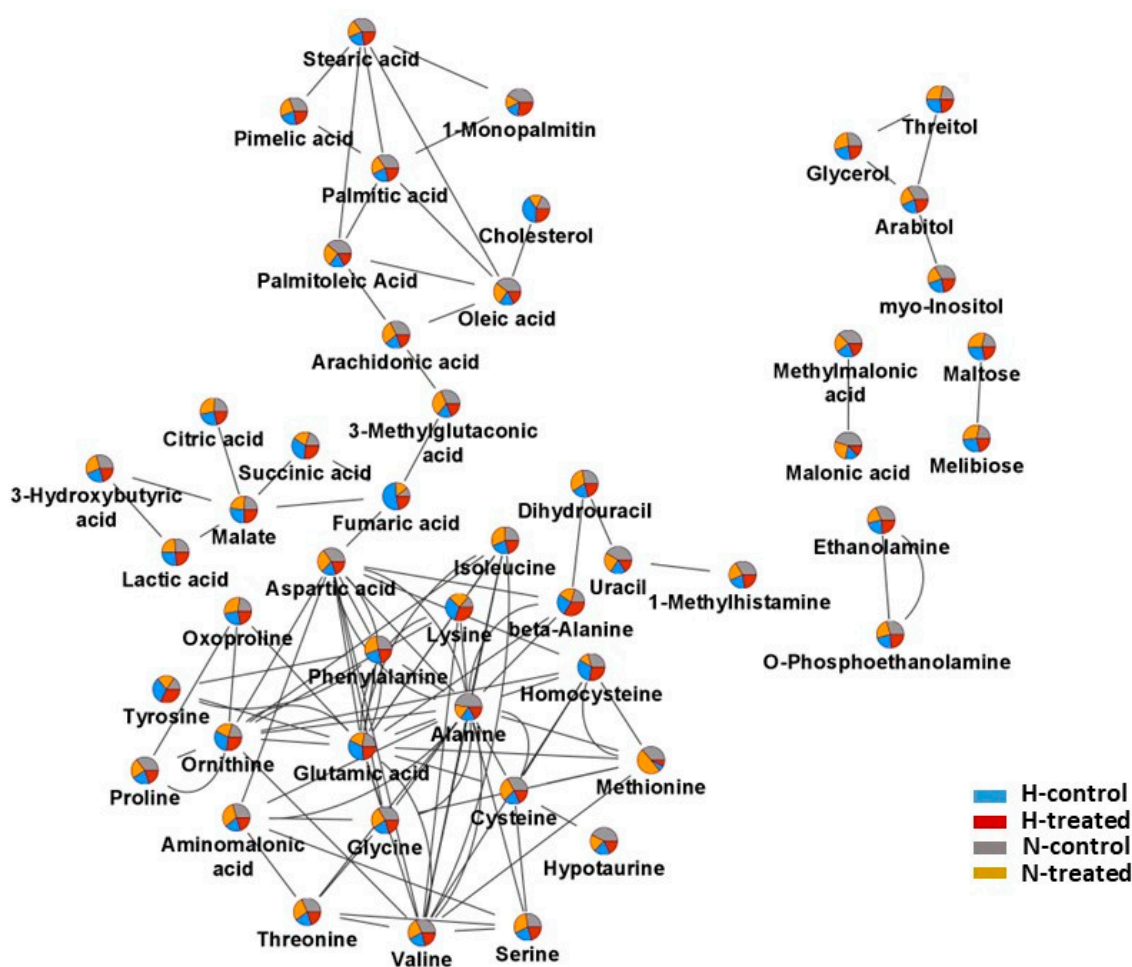 Stearic acid
Pimelic acid
1-Monopalmitin
Threitol
Glycerol
Palmitic acid
Cholesterol
Arabitol
Palmitoleic Acid
Oleic acid
myo-Inositol
Arachidonic acid
Methylmalonic
acid
Maltose
3-Methylglutaconic
acid
Citric acid
Succinic acid
Malonic acid
Melibiose
3-Hydroxybutyric
acid
Malate
Fumaric acid
Dihydrouracil
Ethanolamine
Lactic acid
Aspartic acid
Isoleucine
Uracil
1-Methylhistamine
Oxoproline
Lysine
beta-Alanine
O-Phosphoethanolamine
Phenylalanine
Homocysteine
Tyrosine
Alanine
Ornithine
Glutamic acid
Methionine
Proline
Cysteine
Aminomalonic
acid
Glycine
Hypotaurine
Threonine
Valine
Serine
H-control
H-treated
N-control
N-treated